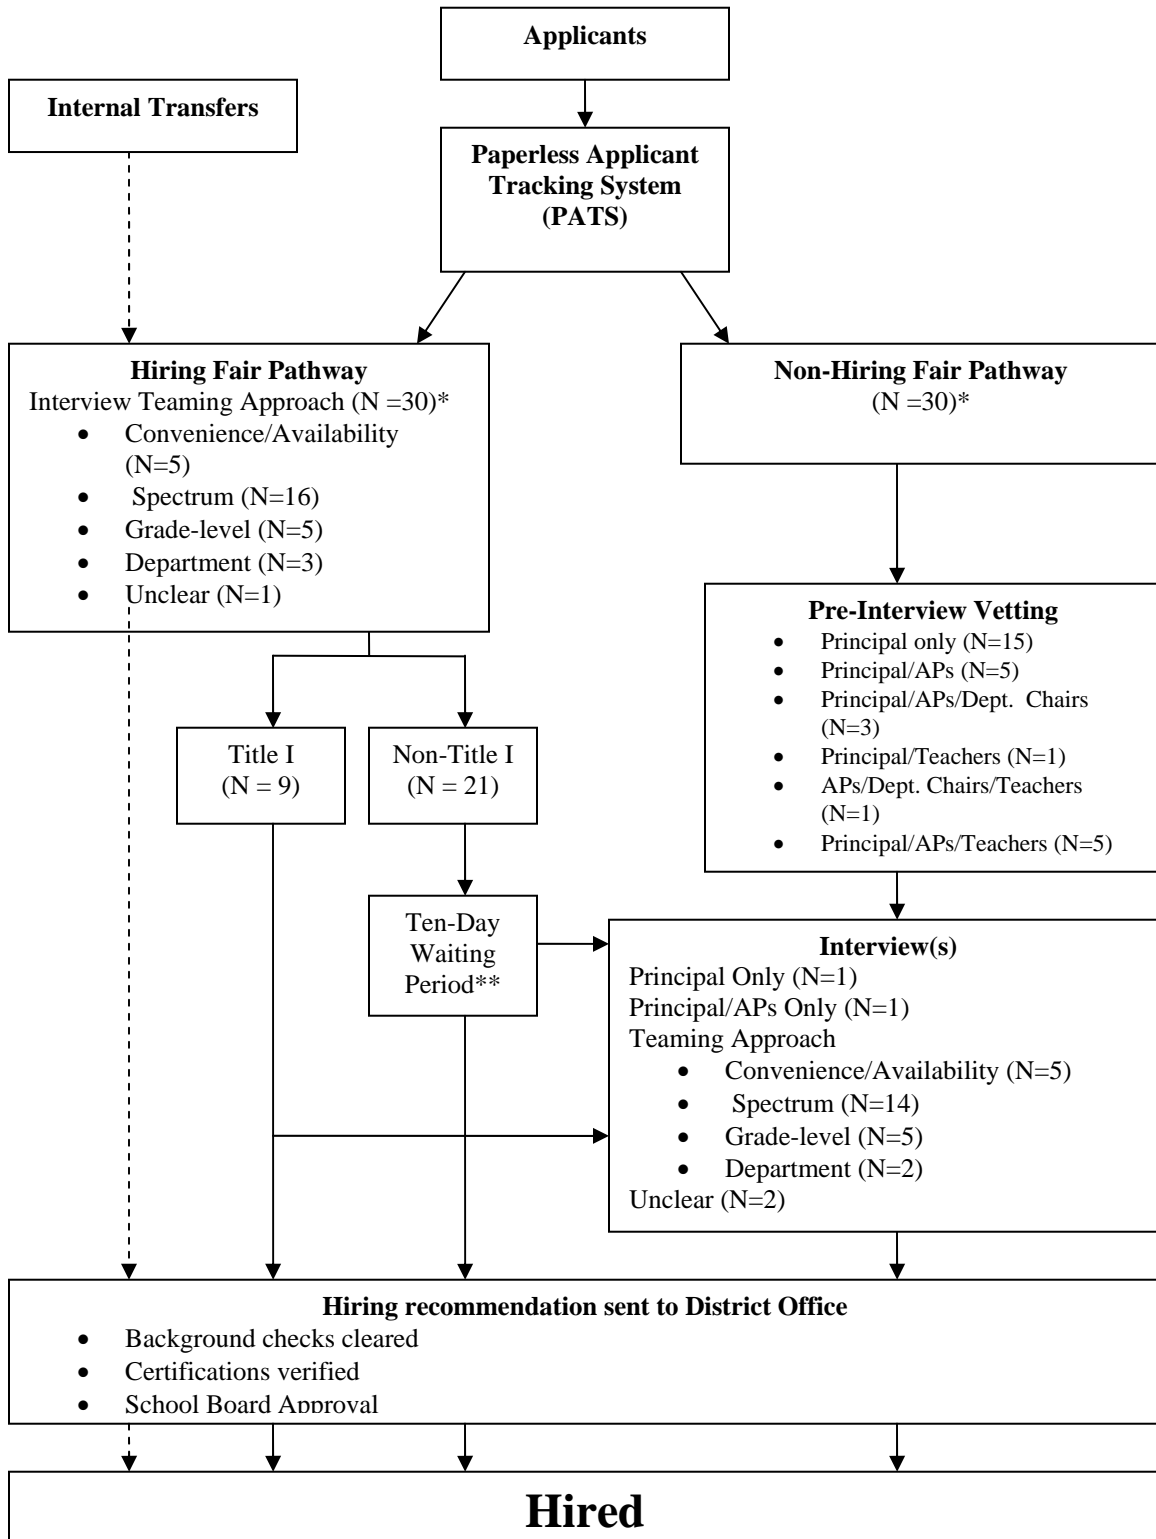 Applicants
Internal Transfers
Paperless Applicant
Tracking System
(PATS)
Hiring Fair Pathway
Interview Teaming Approach (N =30)*
• Convenience/Availability
(N=5)
• Spectrum (N=16)
• Grade-level (N=5)
• Department (N=3)
• Unclear (N=1)
Non-Hiring Fair Pathway
(N =30)*
Pre-Interview Vetting
• Principal only (N=15)
• Principal/APs (N=5)
• Principal/APs/Dept. Chairs
(N=3)
• Principal/Teachers (N=1)
• APs/Dept. Chairs/Teachers
(N=1)
• Principal/APs/Teachers (N=5)
Title I
(N = 9)
Non-Title I
(N = 21)
Ten-Day
Waiting
Period**
Interview(s)
Principal Only (N=1)
Principal/APs Only (N=1)
Teaming Approach
• Convenience/Availability (N=5)
• Spectrum (N=14)
• Grade-level (N=5)
• Department (N=2)
Unclear (N=2)
Hiring recommendation sent to District Office
• Background checks cleared
• Certifications verified
• School Board Approval
Hired